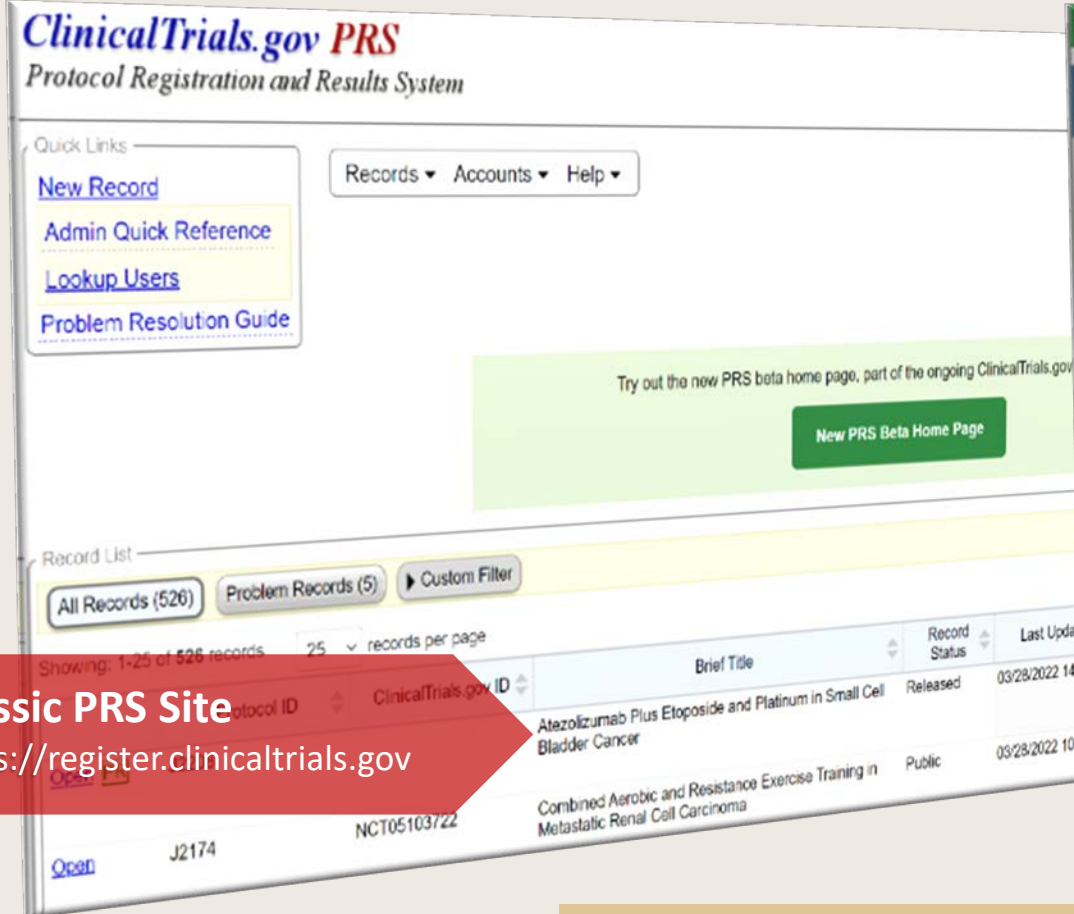 ClinicalTrials.gov PRS
Protocol Registration and Results System
Quick Links
New Record
Admin Quick Reference
Lookup Users
Problem Resolution Guide
Records Accounts Help
Try out the new PRS beta home page, part of the ongoing ClinicalTrials.gov
New PRS Beta Home Page
Record List
All Records (526) Problem Records (5) Custom Filter
Showing: 1-25 of 526 records 25 records per page
ClinicalTrials.gov ID Brief Title Record Status Last Upda
ssic PRS Site
s://register.clinicaltrials.gov
Atezolizumab Plus Etoposide and Platinum in Small Cell
Bladder Cancer
Released 03/28/2022 14
Open
Open J2174 NCT05103722
Combined Aerobic and Resistance Exercise Training in
Metastatic Renal Cell Carcinoma
Public 03/28/2022 10